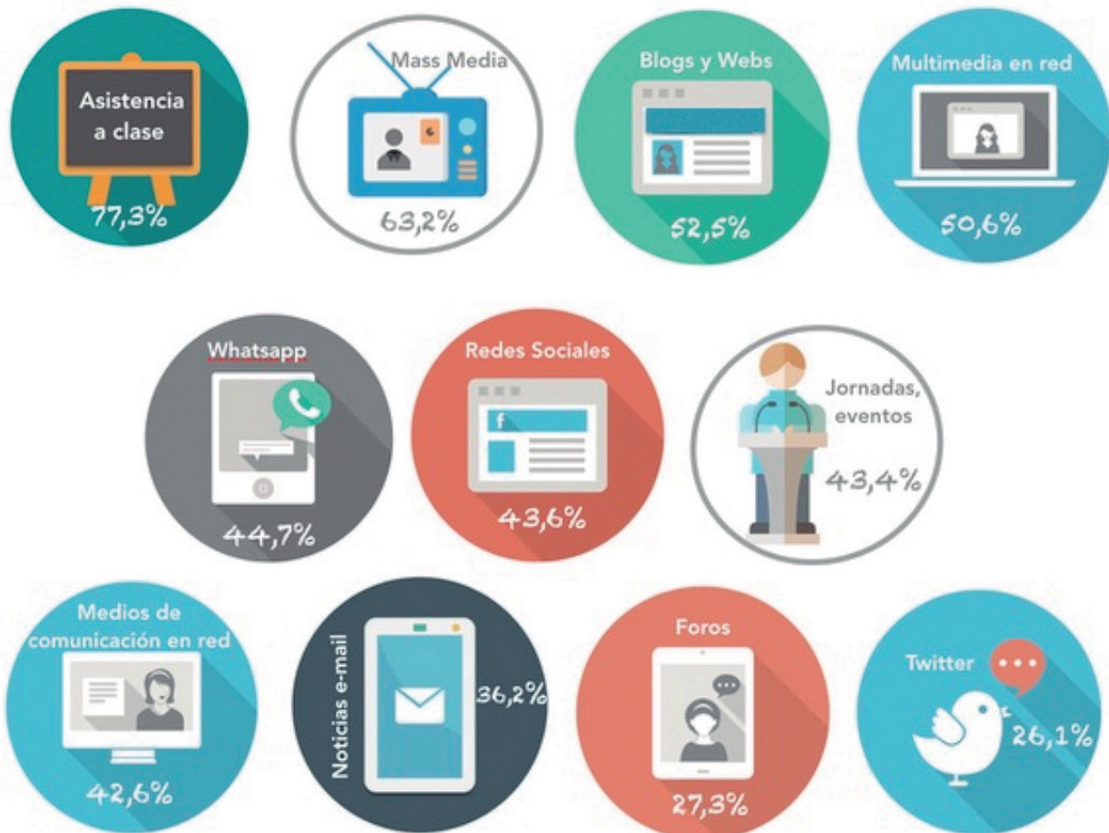 Asistencia
a clase
77,3%
Mass Media
63,2%
Blogs y Webs
52,5%
Multimedia en red
50,6%
Whatsapp
44,7%
Redes Sociales
f
43,6%
Jornadas,
eventos
43,4%
Medios de
comunicación en red
42,6%
Noticias e-mail
36,2%
Foros
27,3%
Twitter
26,1%